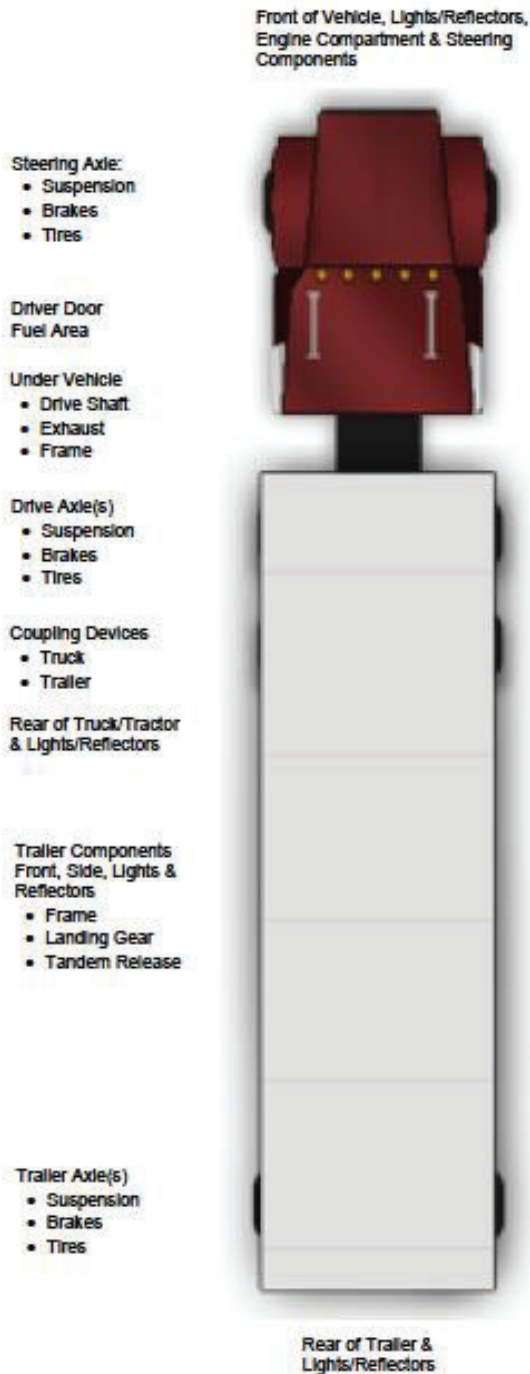 Front of Vehicle, Lights/Reflectors,
Engine Compartment & Steering
Components
Steering Axle:
• Suspension
• Brakes
• Tires
Driver Door
Fuel Area
Under Vehicle
• Drive Shaft
• Exhaust
• Frame
Drive Axle(s)
• Suspension
• Brakes
• Tires
Coupling Devices
• Truck
• Trailer
Rear of Truck/Tractor
& Lights/Reflectors
Trailer Components
Front, Side, Lights &
Reflectors
• Frame
• Landing Gear
• Tandem Release
Trailer Axle(s)
• Suspension
• Brakes
• Tires
Rear of Trailer &
Lights/Reflectors